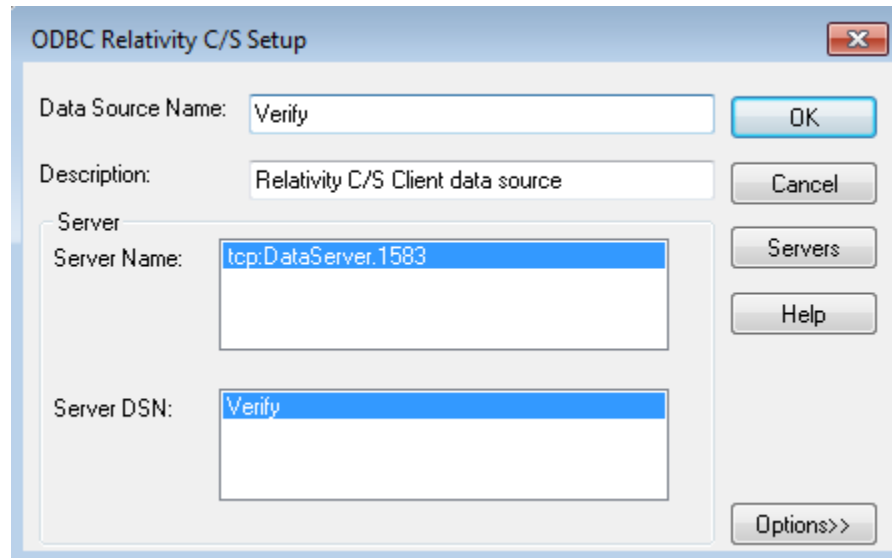 ODBC Relativity C/S Setup
Data Source Name: Verify
OK
Description: Relativity C/S Client data source
Cancel
Server
Server Name: tcp:DataServer.1583
Servers
Help
Server DSN: Verify
Options>>